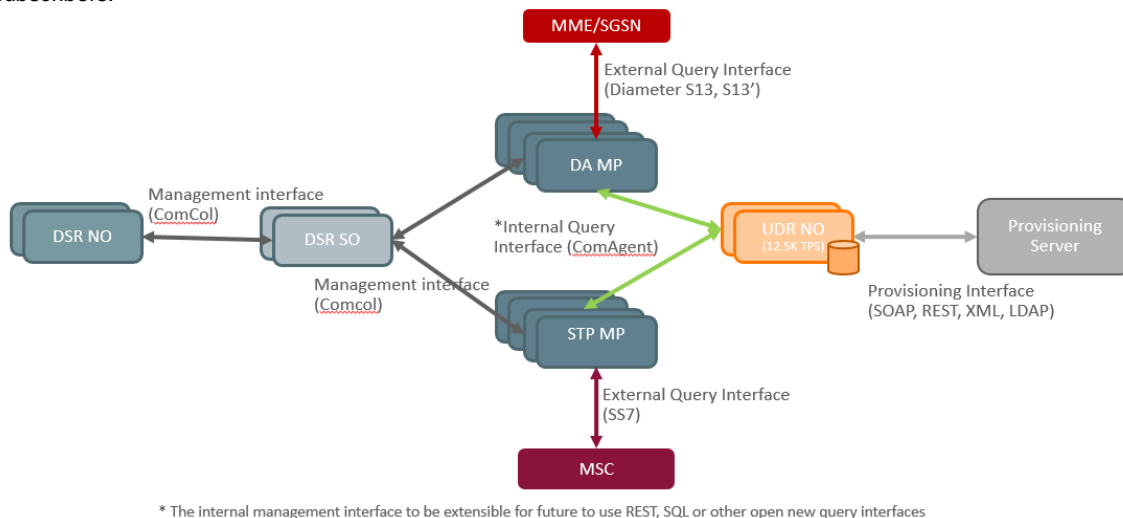 subscribers.
MME/SGSN
External Query Interface
(Diameter S13, S13’)
DA MP
Management interface
(ComCol)
DSR NO
DSR SO
*Internal Query
Interface (ComAgent)
UDR NO
(12.5K TPS)
Provisioning
Server
Management interface
(Comcol)
Provisioning Interface
(SOAP, REST, XML, LDAP)
STP MP
External Query Interface
(SS7)
MSC
* The internal management interface to be extensible for future to use REST, SQL or other open new query interfaces